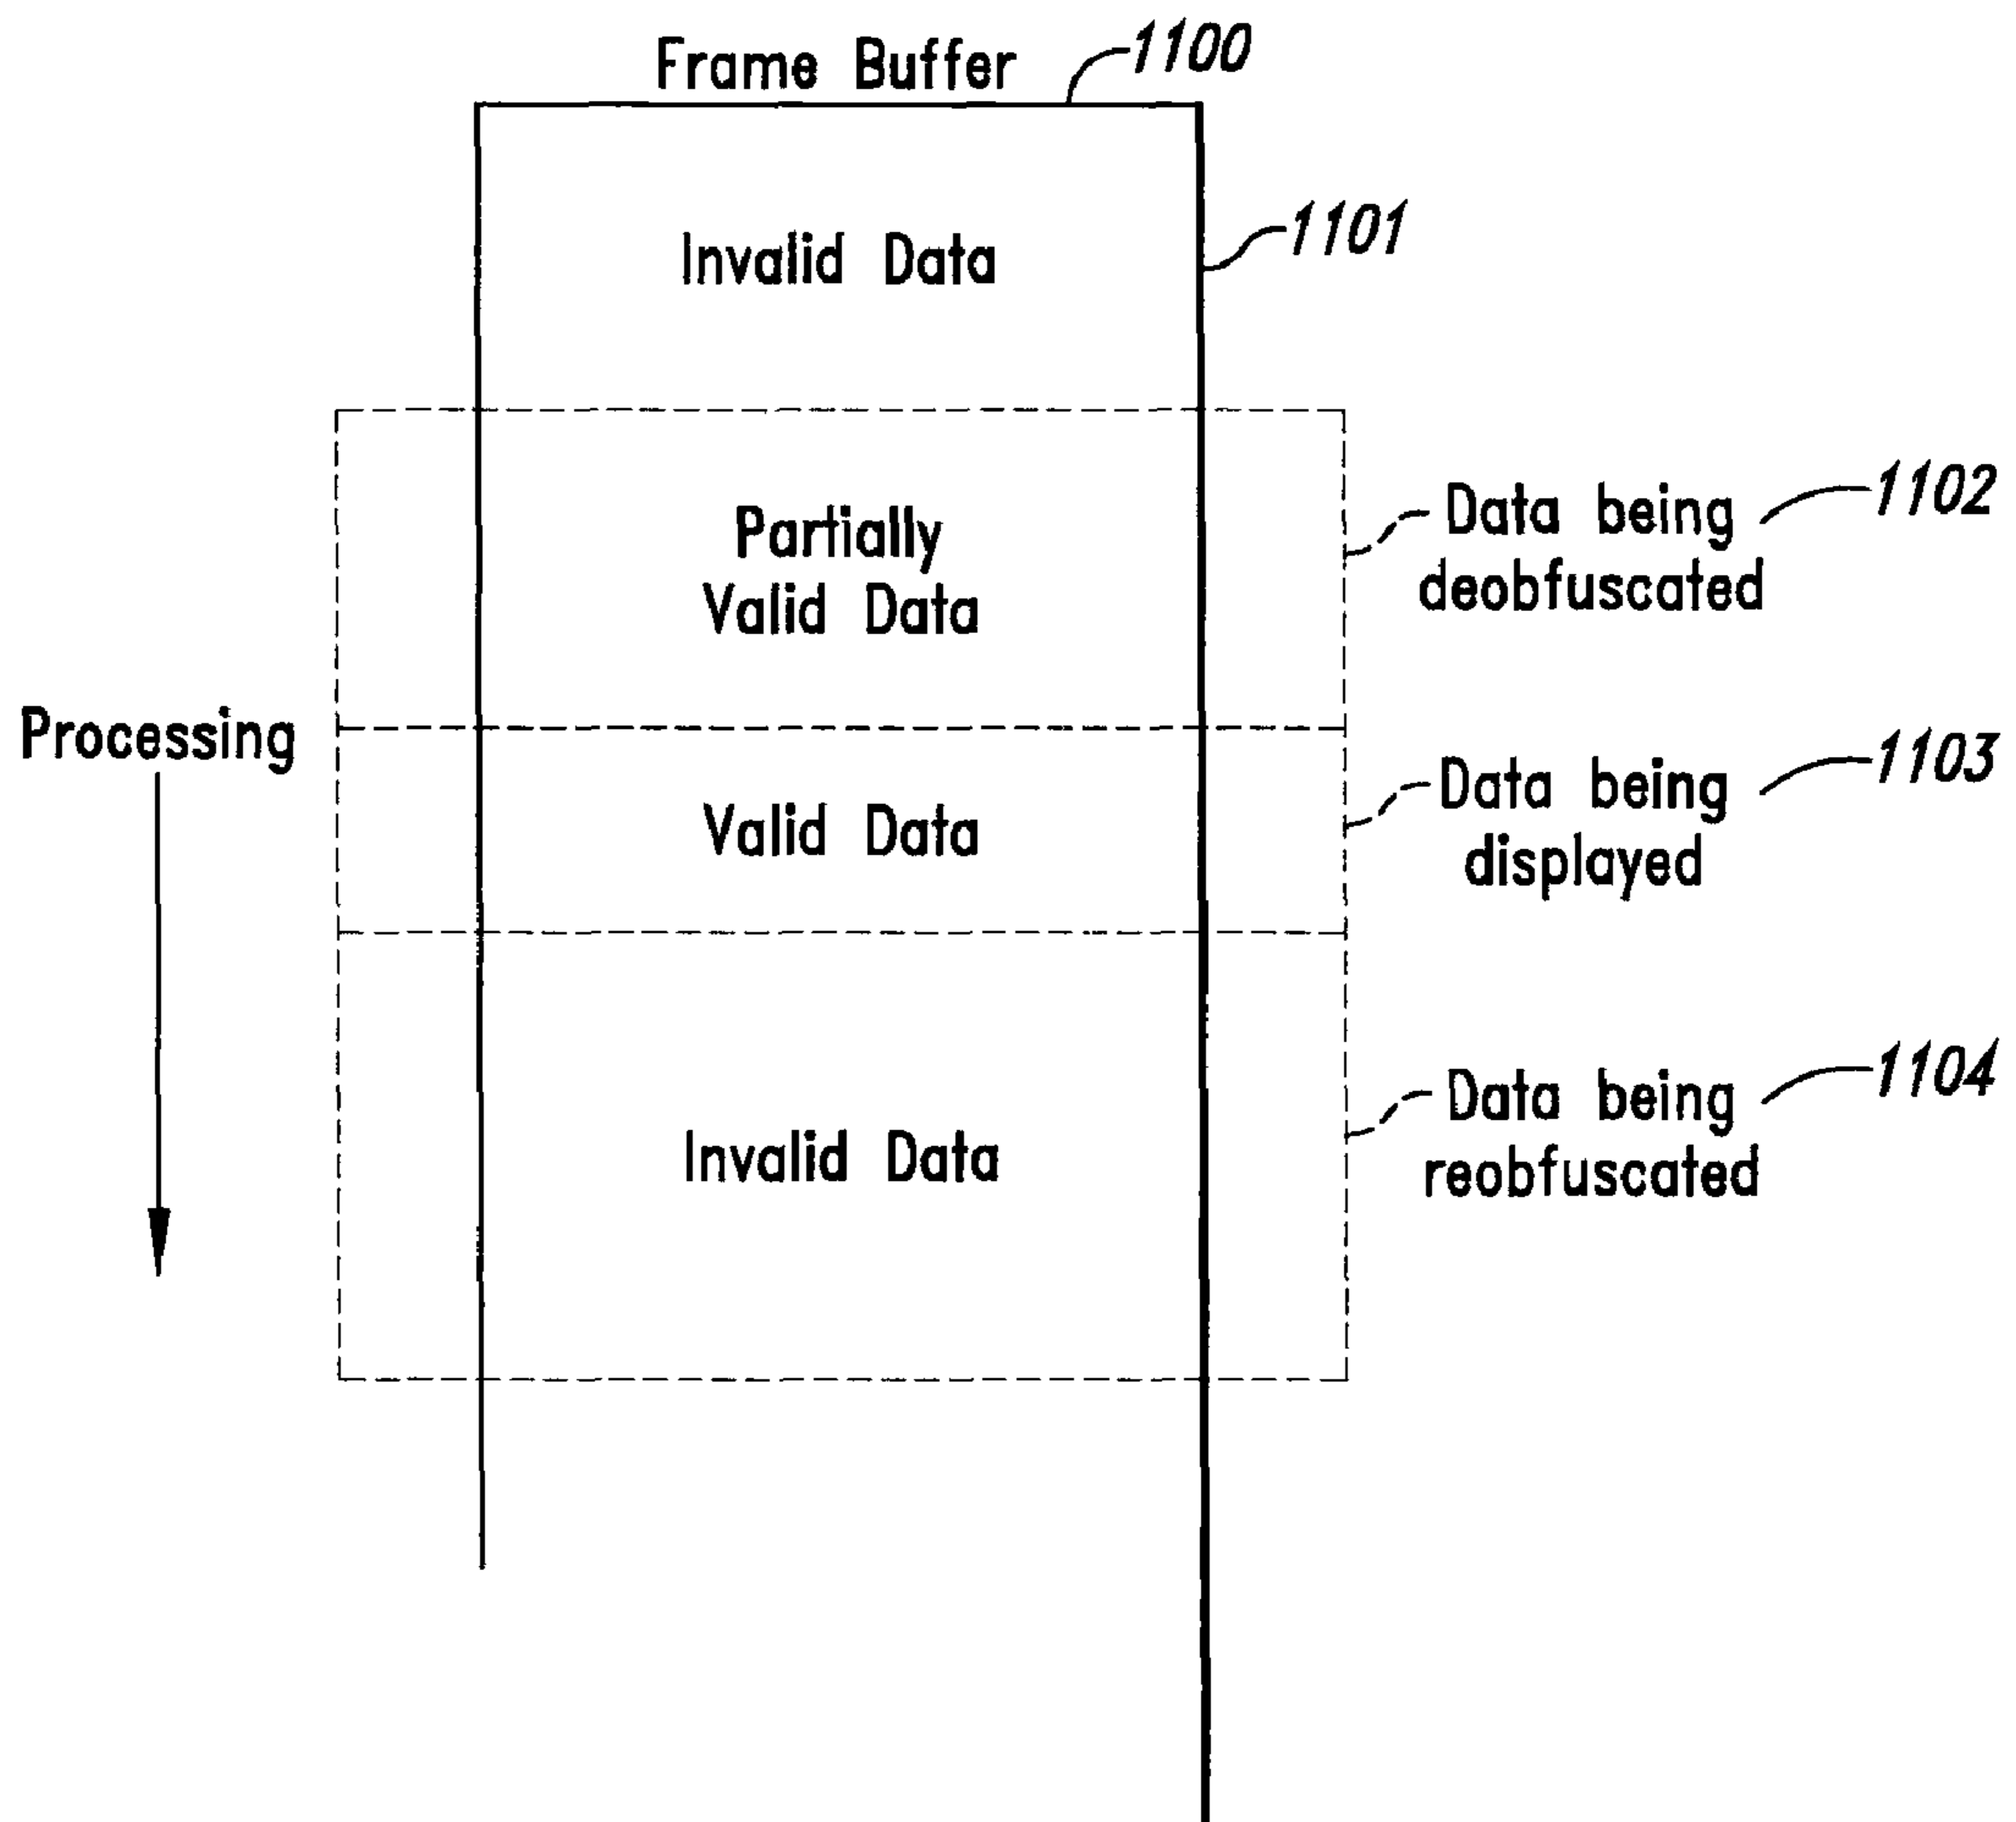 Frame Buffer
1100
Invalid Data
1101
Partially
Valid Data
Data being
deobfuscated
1102
Processing
Valid Data
Data being
displayed
1103
Invalid Data
Data being
reobfuscated
1104